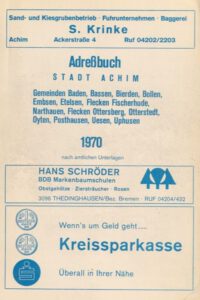 Sand- und Kiesgrubenbetrieb · Fuhrunternehmen · Baggerei
S. Krinke
Achim Ackerstraße 4 Ruf 04202/2203
Adreßbuch
STADT ACHIM
Gemeinden Baden, Bassen, Bierden, Bollen,
Embsen, Etelsen, Flecken Fischerhude,
Narthauen, Flecken Ottersberg, Otterstedt,
Oyten, Posthausen, Uesen, Uphusen
1970
nach amtlichen Unterlagen
HANS SCHRÖDER
BDB Markenbaumschulen
Obstgehölze · Ziersträucher · Rosen
3096 THEDINGHAUSEN/Bez. Bremen · RUF 04204/432
Wenn's um Geld geht....
Kreissparkasse
Überall in Ihrer Nähe